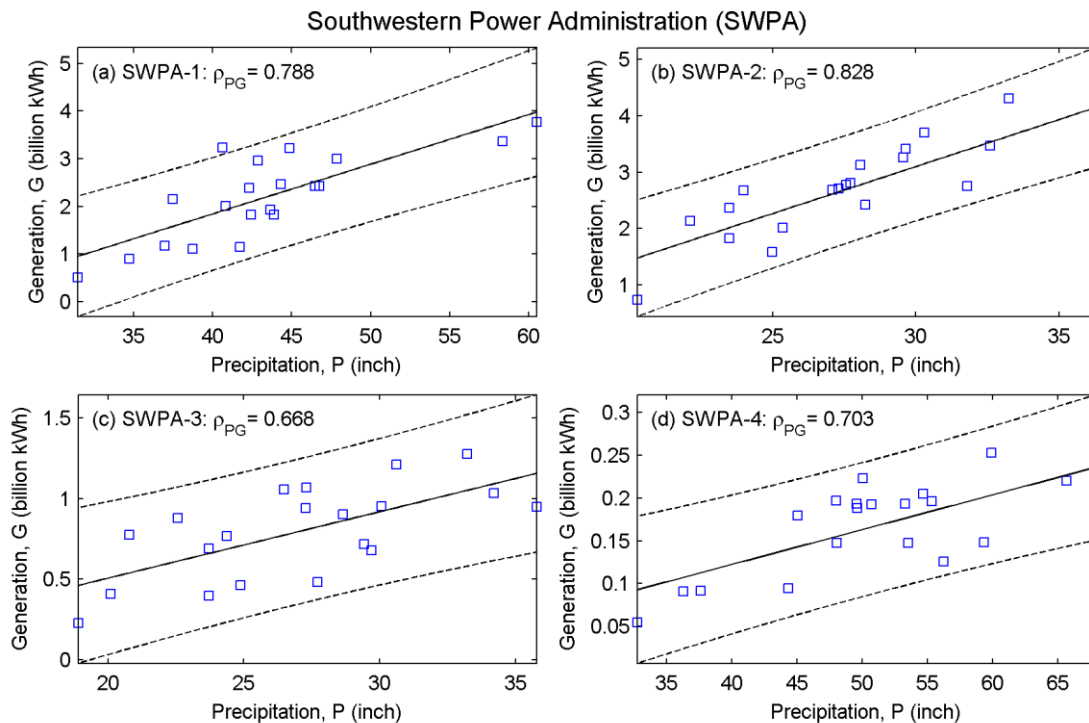 Southwestern Power Administration (SWPA)
(a) SWPA-1: ρPG= 0.788
Generation, G (billion kWh)
5
4
3
2
1
0
35 40 45 50 55 60
Precipitation, P (inch)
(b) SWPA-2: ρPG= 0.828
Generation, G (billion kWh)
5
4
3
2
1
25 30 35
Precipitation, P (inch)
(c) SWPA-3: ρPG= 0.668
Generation, G (billion kWh)
1.5
1
0.5
0
20 25 30 35
Precipitation, P (inch)
(d) SWPA-4: ρPG= 0.703
Generation, G (billion kWh)
0.3
0.25
0.2
0.15
0.1
0.05
35 40 45 50 55 60 65
Precipitation, P (inch)